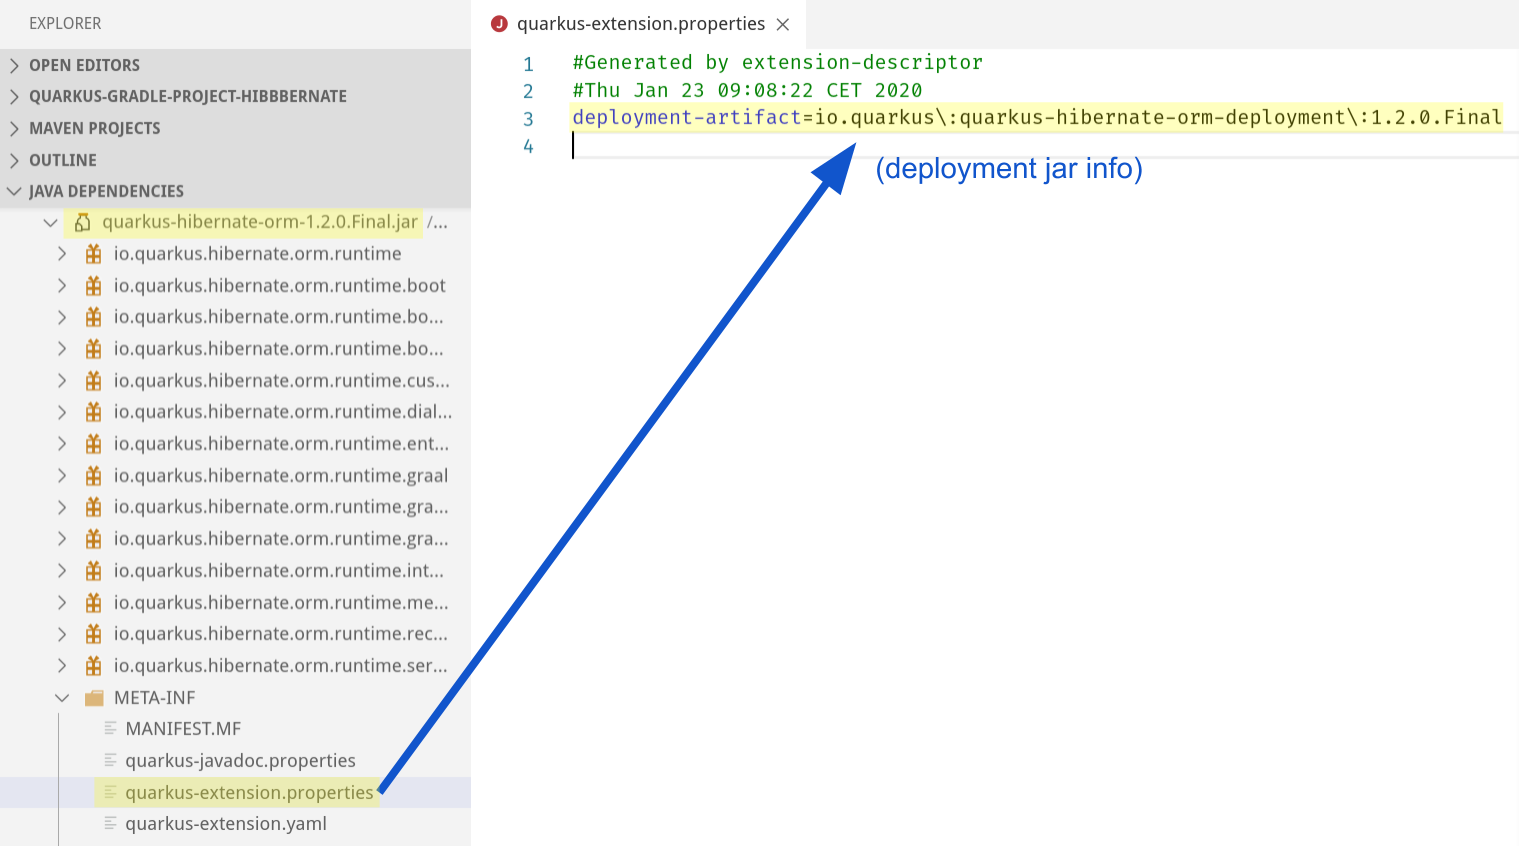 EXPLORER
OPEN EDITORS
QUARKUS-GRADLE-PROJECT-HIBBBERNATE
MAVEN PROJECTS
OUTLINE
JAVA DEPENDENCIES
quarkus-hibernate-orm-1.2.0.Final.jar /...
io.quarkus.hibernate.orm.runtime
io.quarkus.hibernate.orm.runtime.boot
io.quarkus.hibernate.orm.runtime.bo...
io.quarkus.hibernate.orm.runtime.bo...
io.quarkus.hibernate.orm.runtime.cus...
io.quarkus.hibernate.orm.runtime.dial...
io.quarkus.hibernate.orm.runtime.ent...
io.quarkus.hibernate.orm.runtime.graal
io.quarkus.hibernate.orm.runtime.gra...
io.quarkus.hibernate.orm.runtime.gra...
io.quarkus.hibernate.orm.runtime.int...
io.quarkus.hibernate.orm.runtime.me...
io.quarkus.hibernate.orm.runtime.rec...
io.quarkus.hibernate.orm.runtime.ser...
META-INF
MANIFEST.MF
quarkus-javadoc.properties
quarkus-extension.properties
quarkus-extension.yaml
J quarkus-extension.properties
1 #Generated by extension-descriptor
2 #Thu Jan 23 09:08:22 CET 2020
3 deployment-artifact=io.quarkus\:quarkus-hibernate-orm-deployment\:1.2.0.Final
4
(deployment jar info)